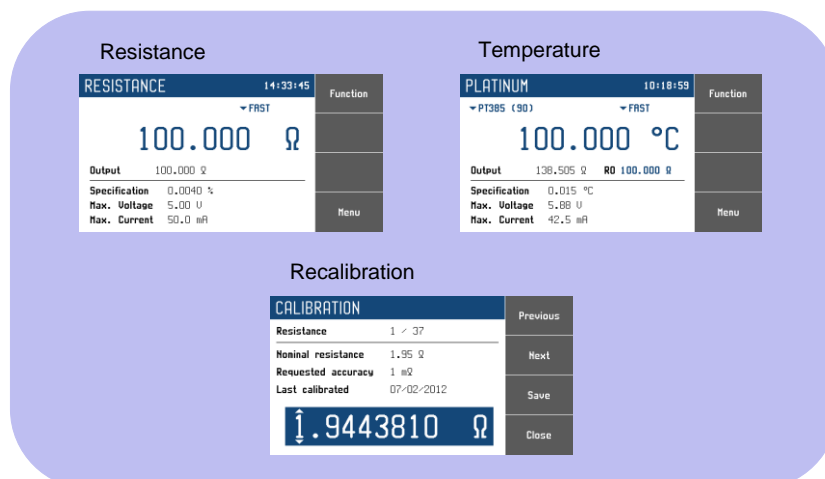 Resistance
RESISTANCE 14:33:45
Function
FAST
100.000 Ω
Output 100.000 Ω
Specification 0.0040 %
Max. Voltage 5.00 V
Max. Current 50.0 mA
Menu
Temperature
PLATINUM 10:18:59
Function
PT385 (90) FAST
100.000 °C
Output 138.505 Ω R0 100.000 Ω
Specification 0.015 °C
Max. Voltage 5.88 V
Max. Current 42.5 mA
Menu
Recalibration
CALIBRATION
Previous
Resistance 1 / 37
Nominal resistance 1.95 Ω
Next
Requested accuracy 1 mΩ
Last calibrated 07/02/2012
Save
1.9443810 Ω
Close